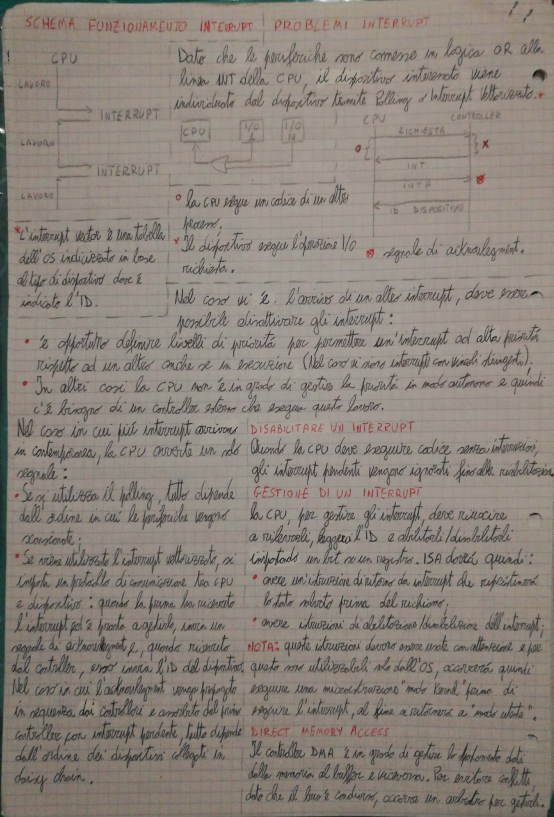 SCHEMA FUNZIONAMENTO INTERRUPT
CPU
LAVORO
INTERRUPT
LAVORO
INTERRUPT
LAVORO
* L'interrupt vector è una tabella
dell'OS indicizzato in base
al tipo di dispositivo dove è
indicato l'ID.
PROBLEMI INTERRUPT
Dato che le periferiche sono connesse in logica OR alla
linea INT della CPU, il dispositivo interessato viene
individuato dal dispositivo tramite Polling o Interrupt Vettorizzato.*
CPU
I/O
I/O
N
CPU
CONTROLLER
RICHIESTA
INT
INTA
ID DISPOSITIVO
o la CPU esegue un codice di un altro
processo;
x Il dispositivo esegue l'operazione I/O
richiesta.
segnale di acknowlegment.
Nel caso vi è l'arrivo di un altro interrupt, deve essere
possibile disattivare gli interrupt:
• è opportuno definire livelli di priorità per permettere un'interrupt ad alta priorità
rispetto ad un altro anche se in esecuzione (Nel caso vi siano interrupt con vincoli stringenti).
• In altri casi la CPU non è in grado di gestire la priorità in modo autonomo e quindi
c'è bisogno di un controller esterno che esegua questo lavoro.
Nel caso in cui più interrupt arrivano
in contemporanea, la CPU avverte un solo
segnale:
• Se si utilizza il polling, tutto dipende
dall'ordine in cui le periferiche vengono
scansionate;
• Se viene utilizzato l'interrupt vettorizzato, si
imposta un protocollo di comunicazione tra CPU
e dispositivo: quando la prima ha ricevuto
l'interrupt ed è pronta a gestirlo, invia un
segnale di acknowlegment e, quando ricevuto
dal controller, esso invia l'ID del dispositivo.
Nel caso in cui l'acknowlegment venga propagato
in sequenza dai controllori e assorbito dal primo
controller con interrupt pendente, tutto dipende
dall'ordine dei dispositivi collegati in
daisy chain.
DISABILITARE UN INTERRUPT
Quando la CPU deve eseguire codice senza interruzioni,
gli interrupt pendenti vengono ignorati fino alla riabilitazione
GESTIONE DI UN INTERRUPT
la CPU, per gestire gli interrupt, deve riuscire
a rilevarli, leggere l'ID e abilitarli/disabilitarli
impostando un bit su un registro. ISA dovrà quindi:
• avere un'istruzione di ritorno da interrupt che ripristinerà
lo stato salvato prima del richiamo;
• avere istruzioni di abilitazione/disabilitazione dell'interrupt;
NOTA: queste istruzioni devono essere usate con attenzione e per
questo sono utilizzabili solo dall'OS, occorrerà quindi
eseguire una microistruzione "modo kernel" prima di
eseguire l'interrupt, al fine a ritornare a "modo utente".
DIRECT MEMORY ACCESS
Il controller DMA è in grado di gestire lo spostamento dati
dalla memoria al buffer e viceversa. Per evitare conflitti,
dato che il bus è condiviso, occorre un arbitro per gestirli.